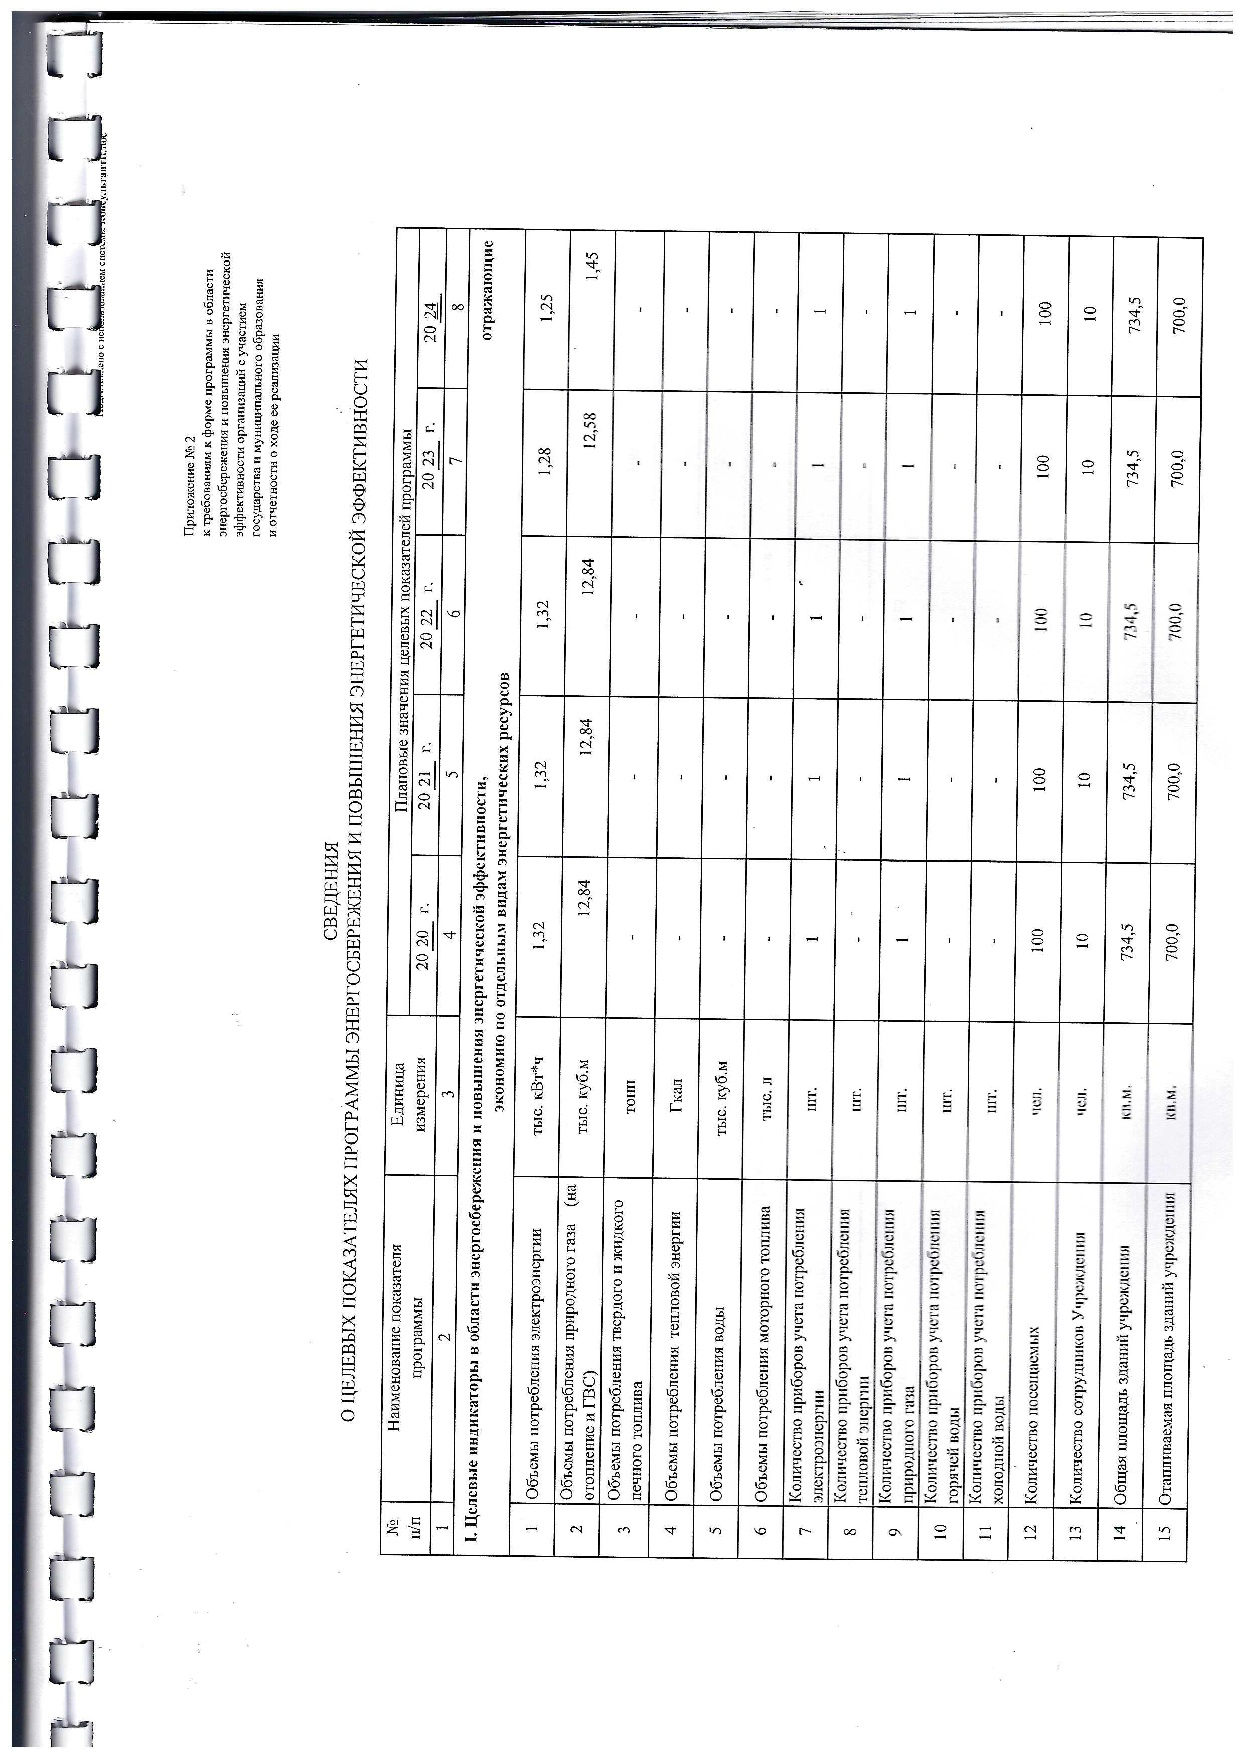 Приложение № 2
к требованиям к форме программы в области
энергосбережения и повышения энергетической
эффективности организаций с участием
государства и муниципального образования
и отчетности о ходе ее реализации
СВЕДЕНИЯ
О ЦЕЛЕВЫХ ПОКАЗАТЕЛЯХ ПРОГРАММЫ ЭНЕРГОСБЕРЕЖЕНИЯ И ПОВЫШЕНИЯ ЭНЕРГЕТИЧЕСКОЙ ЭФФЕКТИВНОСТИ
№ п/п Наименование показателя программы Единица измерения Плановые значения целевых показателей программы
20 20 г. 20 21 г. 20 22 г. 20 23 г. 20 24
1 2 3 4 5 6 7 8
I. Целевые индикаторы в области энергосбережения и повышения энергетической эффективности, отражающие
экономию по отдельным видам энергетических ресурсов
1 Объемы потребления электроэнергии тыс. кВт*ч 1,32 1,32 1,32 1,28 1,25
2 Объемы потребления природного газа (на
отопление и ГВС) тыс. куб.м 12,84 12,84 12,84 12,58 1,45
3 Объемы потребления твердого и жидкого
печного топлива тонн - - - - -
4 Объемы потребления тепловой энергии Гкал - - - - -
5 Объемы потребления воды тыс. куб.м - - - - -
6 Объемы потребления моторного топлива тыс. л - - - - -
7 Количество приборов учета потребления
электроэнергии шт. 1 1 1 1 1
8 Количество приборов учета потребления
тепловой энергии шт. - - - - -
9 Количество приборов учета потребления
природного газа шт. 1 1 1 1 1
10 Количество приборов учета потребления
горячей воды шт. - - - - -
11 Количество приборов учета потребления
холодной воды шт. - - - - -
12 Количество посещаемых чел. 100 100 100 100 100
13 Количество сотрудников Учреждения чел. 10 10 10 10 10
14 Общая площадь зданий учреждения кв.м. 734,5 734,5 734,5 734,5 734,5
15 Отапливаемая площадь зданий учреждения кв.м. 700,0 700,0 700,0 700,0 700,0